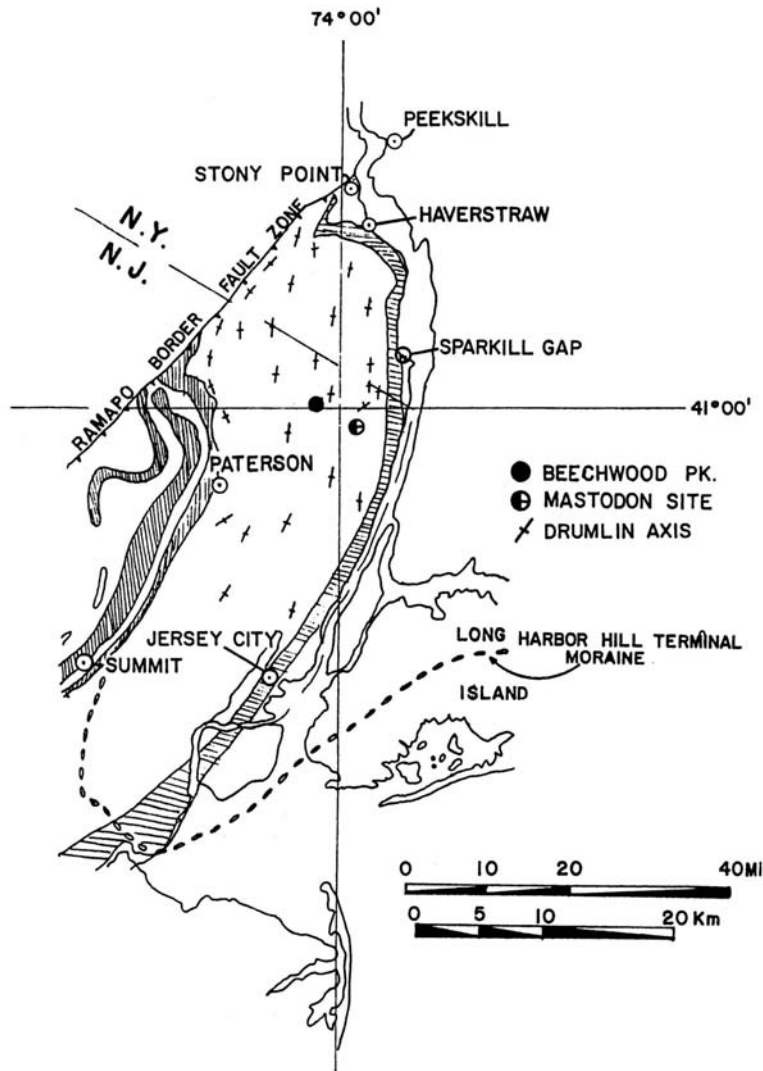 74°00'
PEEKSKILL
STONY POINT
HAVERSTRAW
N.Y.
N.J.
RAMAPO BORDER FAULT ZONE
SPARKILL GAP
41°00'
PATERSON
BEECHWOOD PK.
MASTODON SITE
DRUMLIN AXIS
JERSEY CITY
SUMMIT
LONG
ISLAND
HARBOR HILL TERMINAL
MORAINE
0 10 20 40MI
0 5 10 20 Km